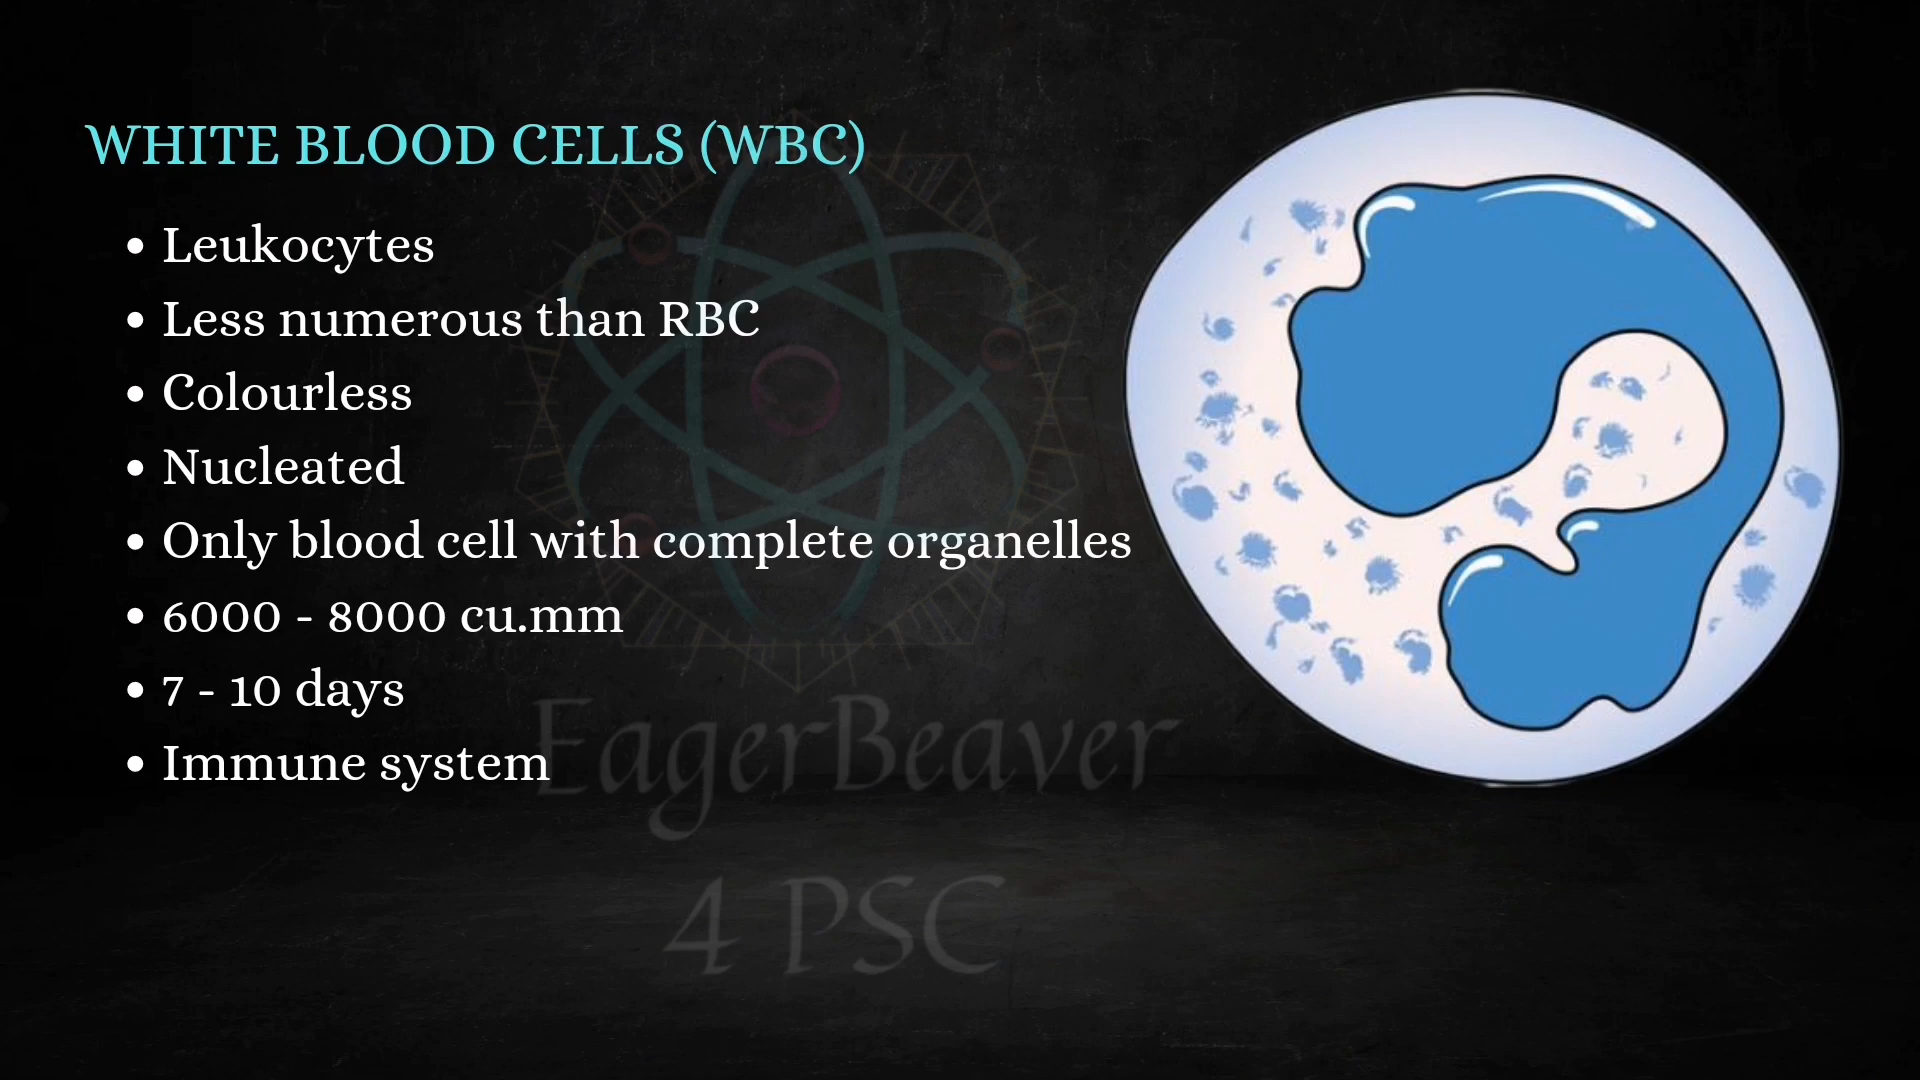 WHITE BLOOD CELLS (WBC)
• Leukocytes
• Less numerous than RBC
• Colourless
• Nucleated
• Only blood cell with complete organelles
• 6000 - 8000 cu.mm
• 7 - 10 days
• Immune system
EagerBeaver
4 PSC